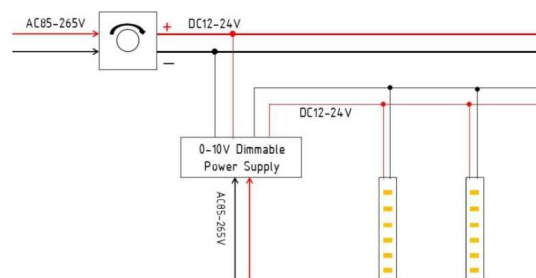 AC85-265V
+
DC12-24V
−
DC12-24V
0-10V Dimmable
Power Supply
AC85-265V